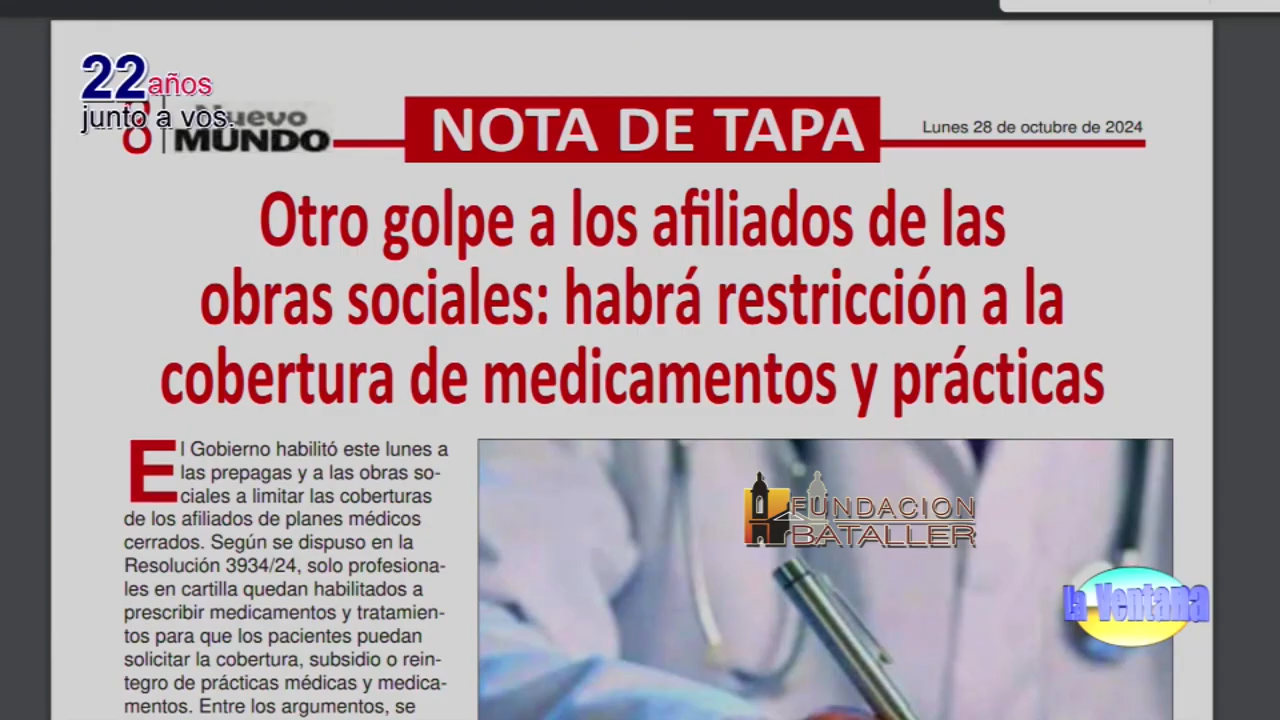 22 años
junto a vos.
8
Nuevo
MUNDO
NOTA DE TAPA
Lunes 28 de octubre de 2024
Otro golpe a los afiliados de las
obras sociales: habrá restricción a la
cobertura de medicamentos y prácticas
El Gobierno habilitó este lunes a
las prepagas y a las obras so-
ciales a limitar las coberturas
de los afiliados de planes médicos
cerrados. Según se dispuso en la
Resolución 3934/24, solo profesiona-
les en cartilla quedan habilitados a
prescribir medicamentos y tratamien-
tos para que los pacientes puedan
solicitar la cobertura, subsidio o rein-
tegro de prácticas médicas y medica-
mentos. Entre los argumentos, se
FUNDACION
BATALLER
La Ventana